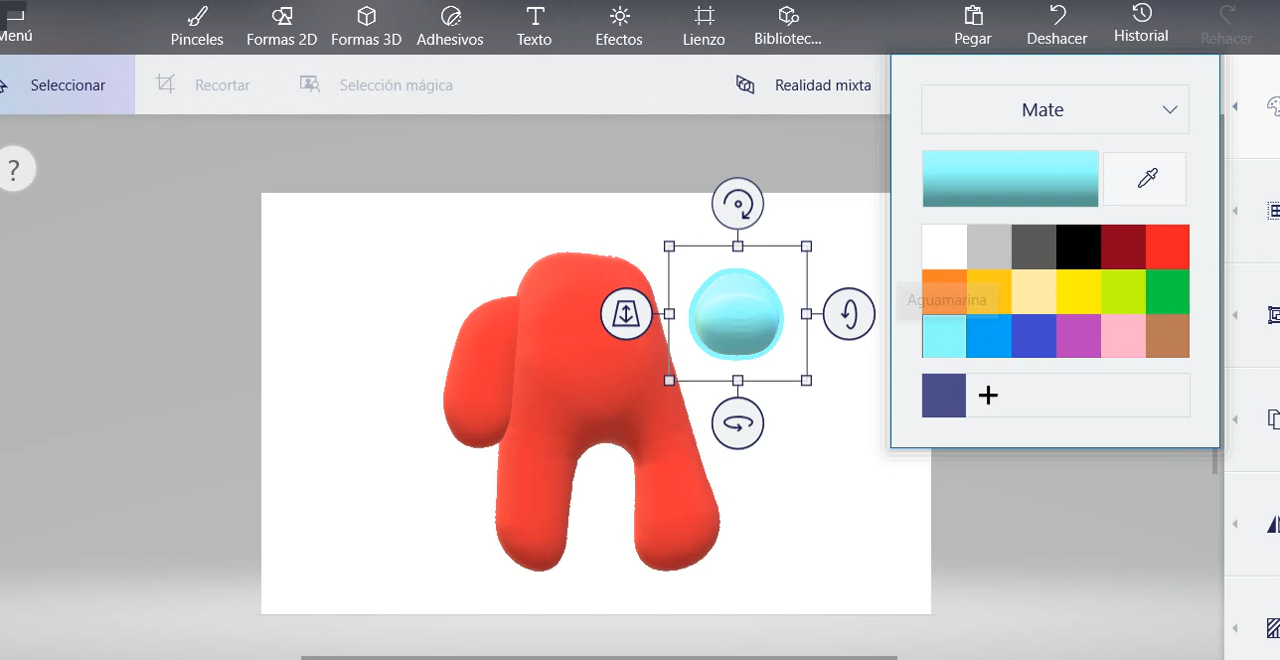 Menú
Pinceles
Formas 2D
Formas 3D
Adhesivos
Texto
Efectos
Lienzo
Bibliotec...
Pegar
Deshacer
Historial
Rehacer
Seleccionar
Recortar
Selección mágica
Realidad mixta
Mate
?
Aguamarina